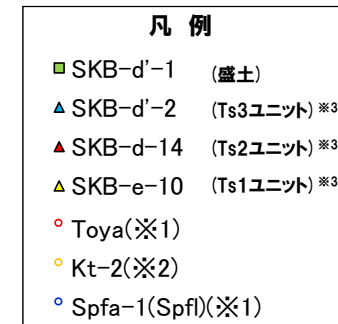 凡 例
SKB-d'-1 (盛土)
SKB-d'-2 (Ts3ユニット)※3
SKB-d-14 (Ts2ユニット)※3
SKB-e-10 (Ts1ユニット)※3
Toya(※1)
Kt-2(※2)
Spfa-1(Spfl)(※1)